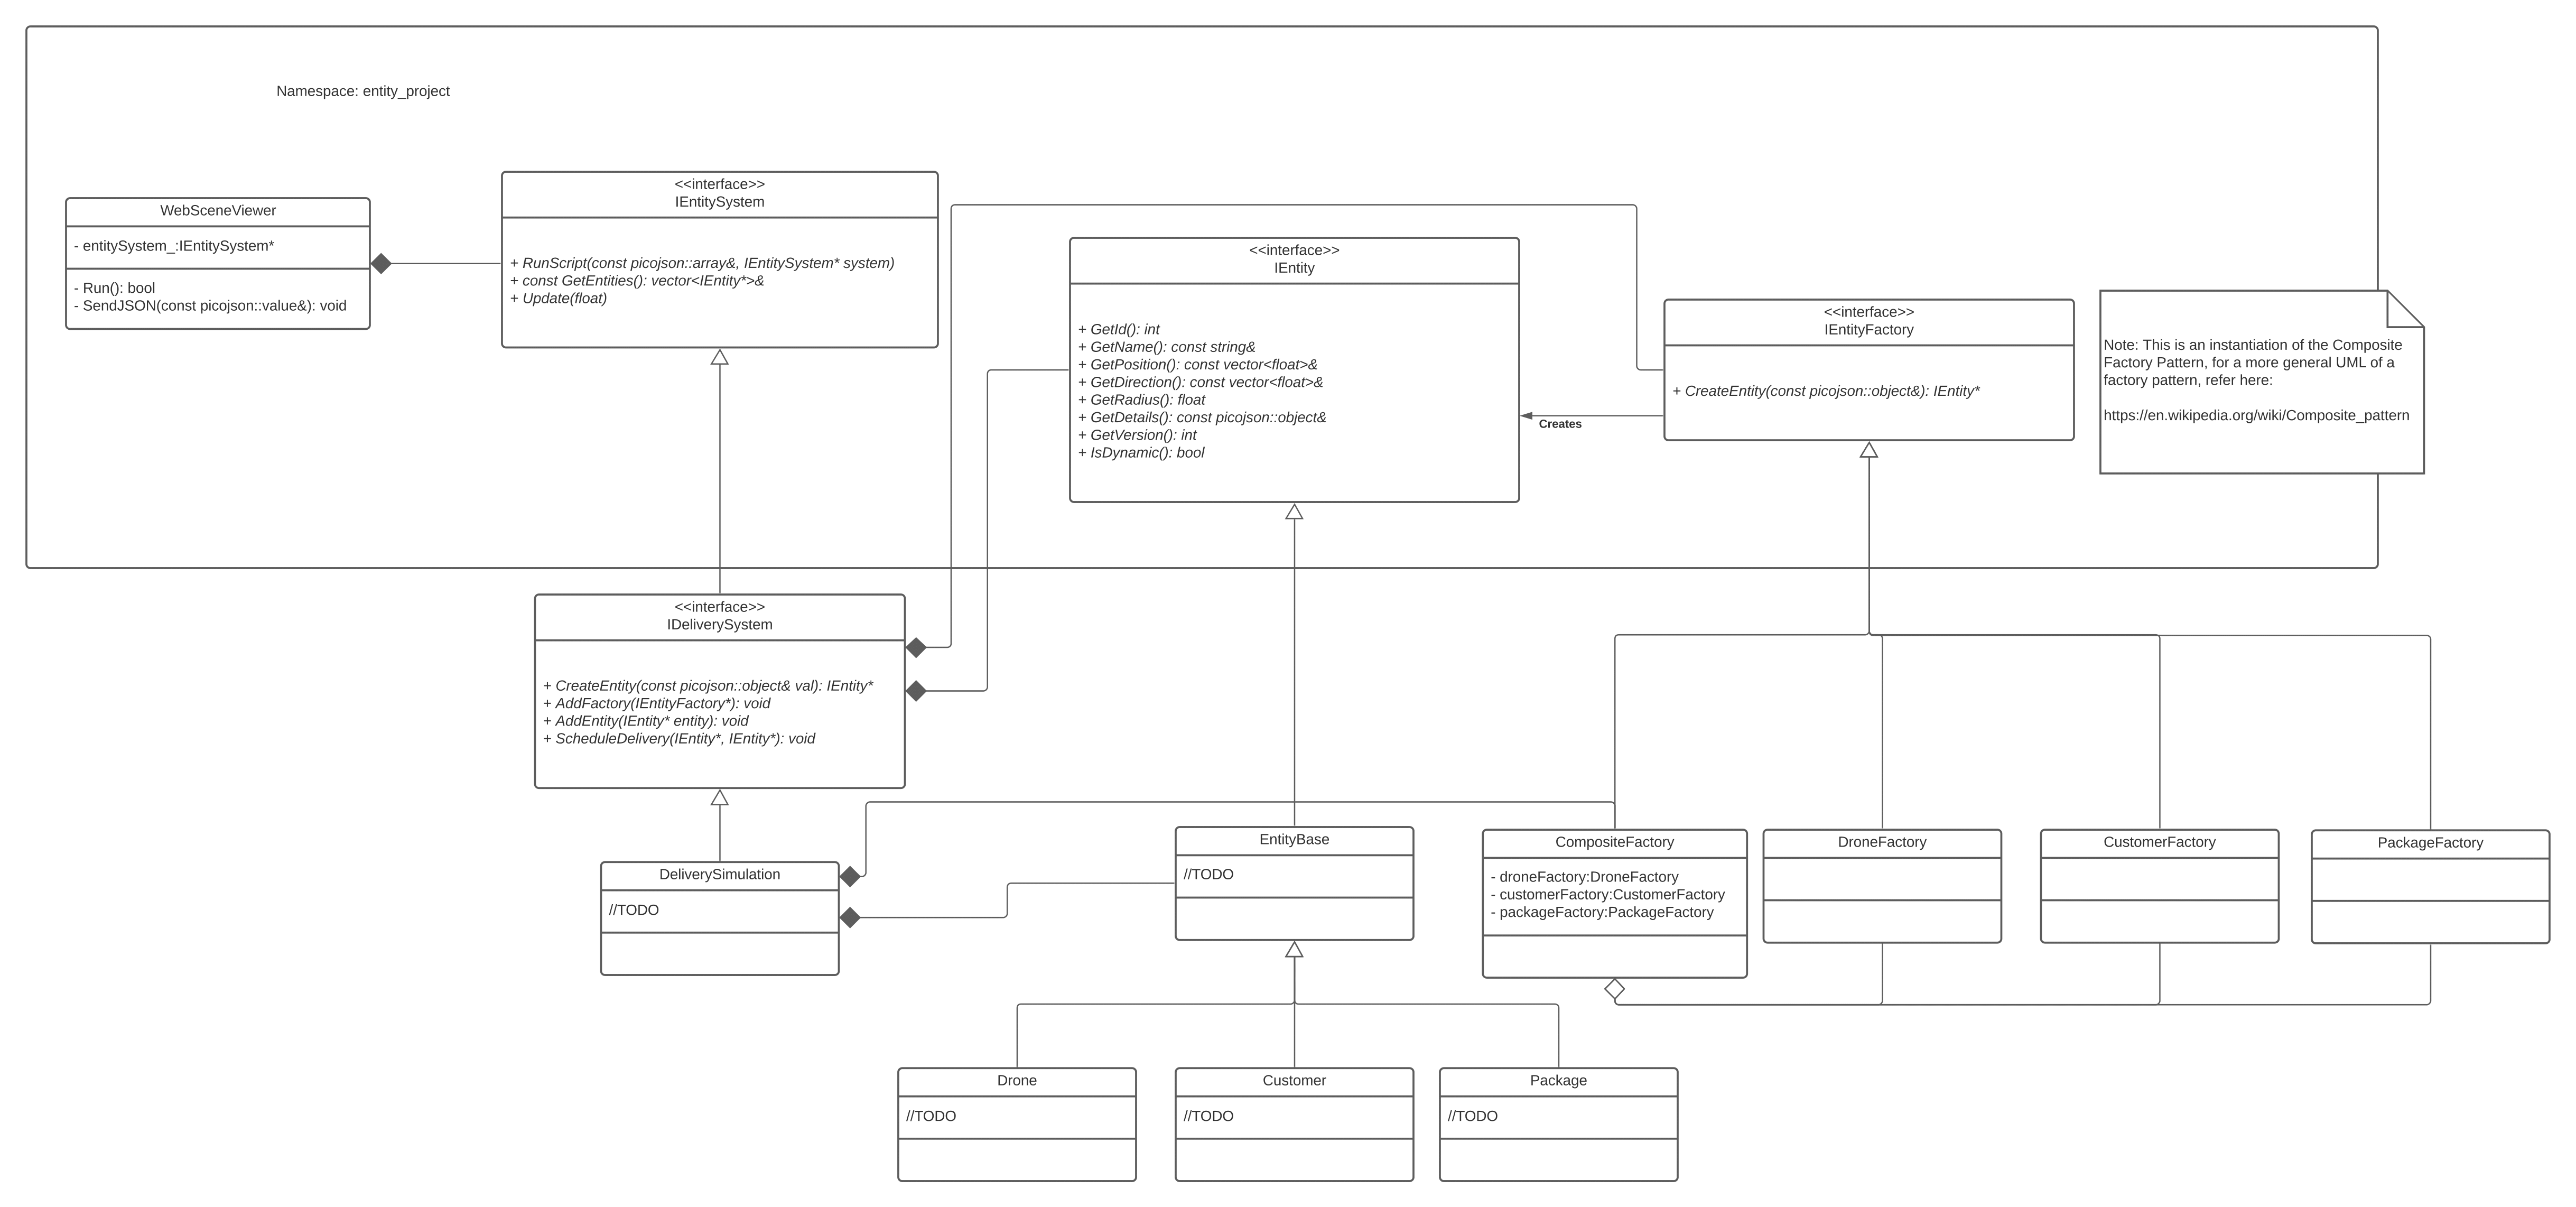 Namespace: entity_project
WebSceneViewer
- entitySystem_:IEntitySystem*
- Run(): bool
- SendJSON(const picojson::value&): void
<<interface>>
IEntitySystem
+ RunScript(const picojson::array&, IEntitySystem* system)
+ const GetEntities(): vector<IEntity*>&
+ Update(float)
<<interface>>
IEntity
+ GetId(): int
+ GetName(): const string&
+ GetPosition(): const vector<float>&
+ GetDirection(): const vector<float>&
+ GetRadius(): float
+ GetDetails(): const picojson::object&
+ GetVersion(): int
+ IsDynamic(): bool
Creates
<<interface>>
IEntityFactory
+ CreateEntity(const picojson::object&): IEntity*
Note: This is an instantiation of the Composite
Factory Pattern, for a more general UML of a
factory pattern, refer here:
https://en.wikipedia.org/wiki/Composite_pattern
<<interface>>
IDeliverySystem
+ CreateEntity(const picojson::object& val): IEntity*
+ AddFactory(IEntityFactory*): void
+ AddEntity(IEntity* entity): void
+ ScheduleDelivery(IEntity*, IEntity*): void
DeliverySimulation
//TODO
EntityBase
//TODO
CompositeFactory
- droneFactory:DroneFactory
- customerFactory:CustomerFactory
- packageFactory:PackageFactory
DroneFactory
CustomerFactory
PackageFactory
Drone
//TODO
Customer
//TODO
Package
//TODO